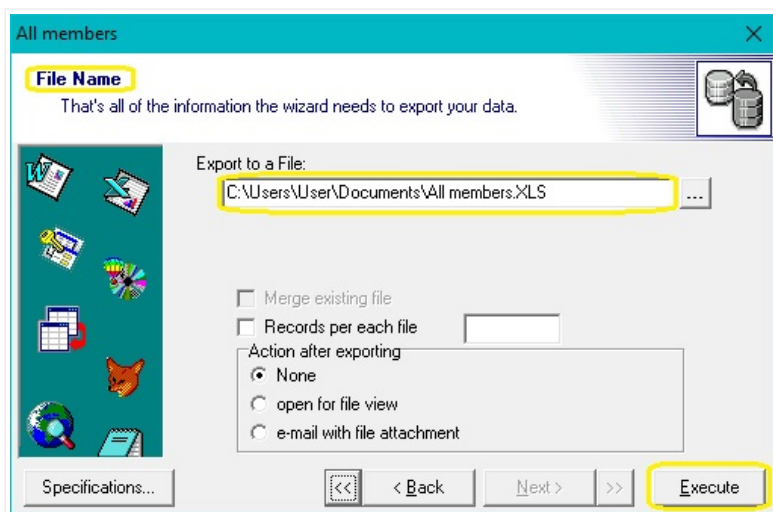 All members
File Name
That's all of the information the wizard needs to export your data.
Export to a File:
C:\Users\User\Documents\All members.XLS
...
Merge existing file
Records per each file
Action after exporting
None
open for file view
e-mail with file attachment
Specifications...
<<
< Back
Next >
>>
Execute